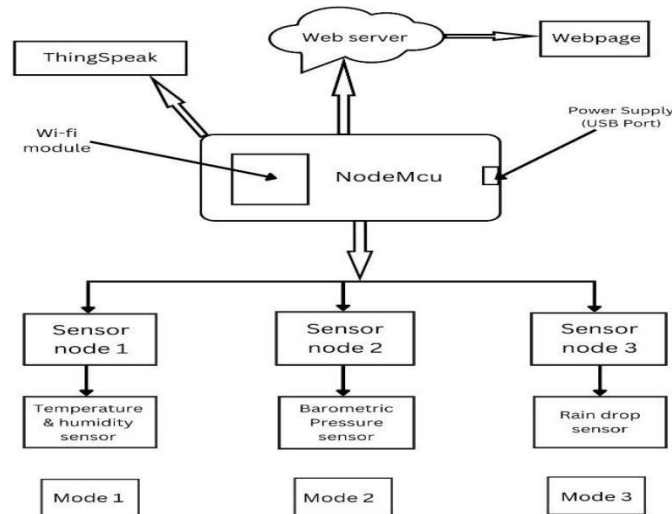 Web server
Webpage
ThingSpeak
Power Supply
(USB Port)
Wi-fi
module
NodeMcu
Sensor
node 1
Sensor
node 2
Sensor
node 3
Temperature
& humidity
sensor
Barometric
Pressure
sensor
Rain drop
sensor
Mode 1
Mode 2
Mode 3